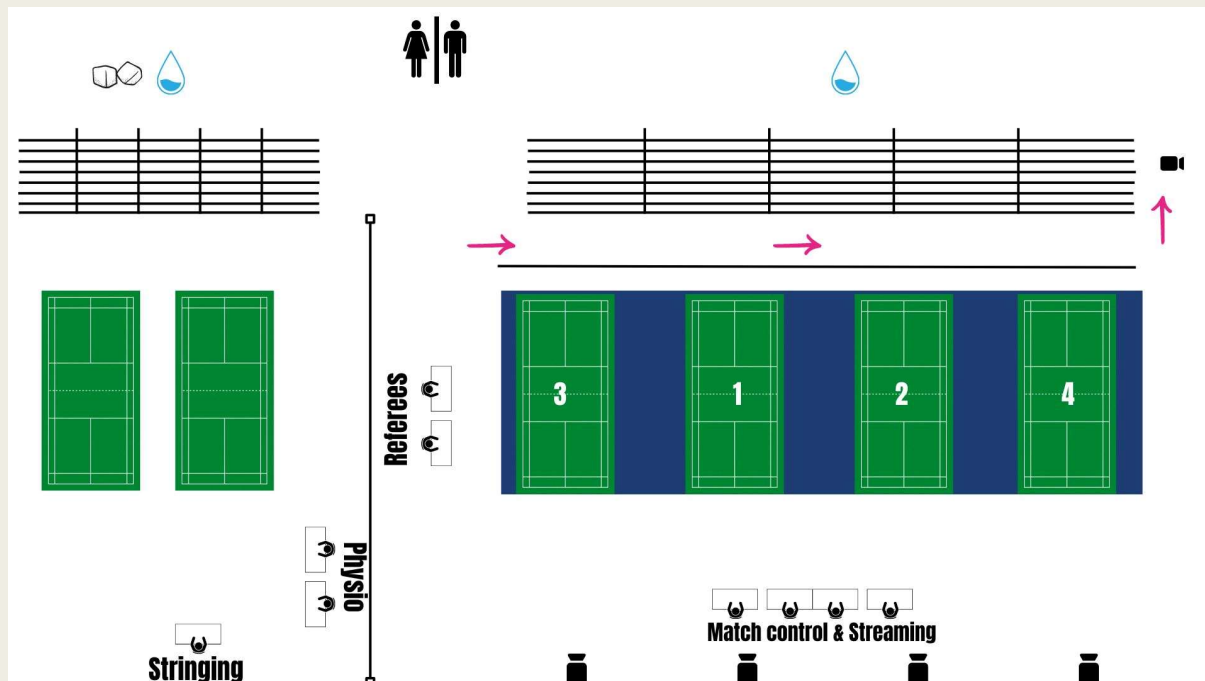 Referees
3
1
2
4
Physio
Match control & Streaming
Stringing